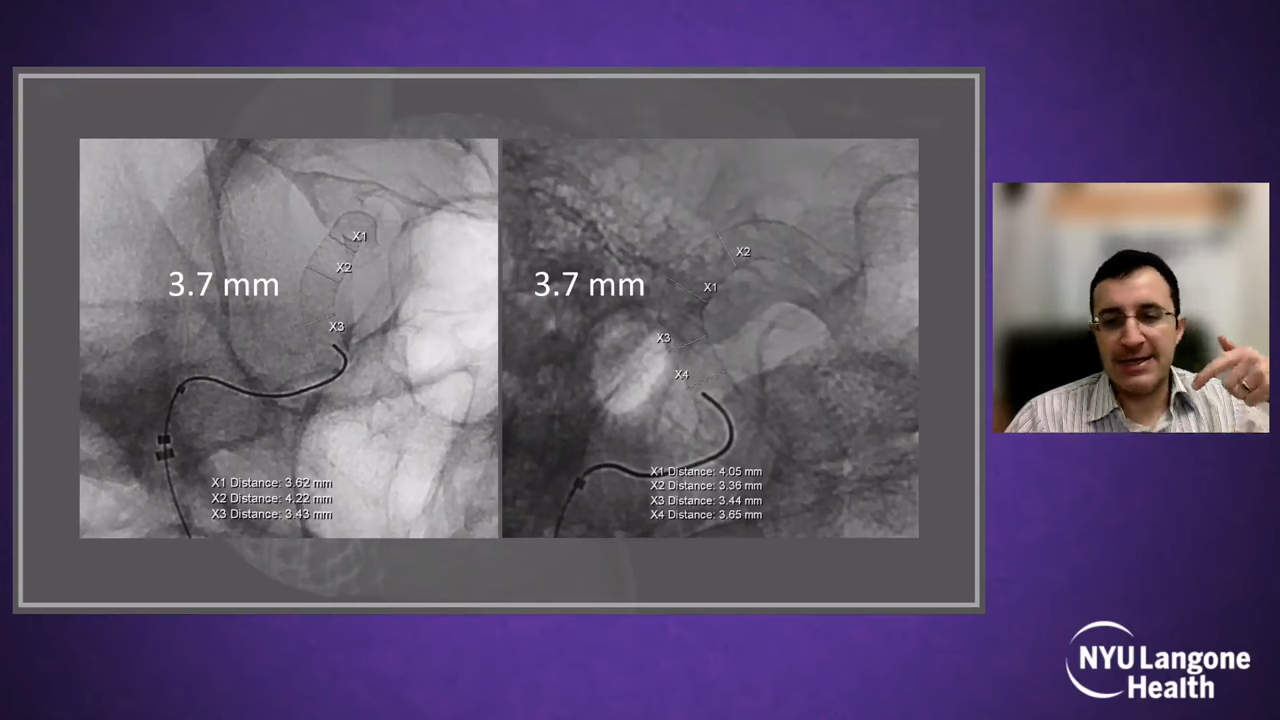 X1
X2
X3
3.7 mm
X1 Distance: 3.62 mm
X2 Distance: 4.22 mm
X3 Distance: 3.43 mm
X2
X1
X3
X4
3.7 mm
X1 Distance: 4.05 mm
X2 Distance: 3.36 mm
X3 Distance: 3.44 mm
X4 Distance: 3.65 mm
NYU Langone
Health